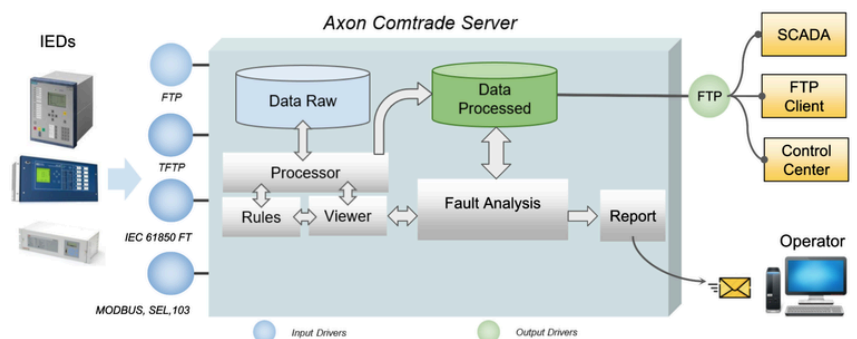 Axon Comtrade Server
IEDs
FTP
TFTP
IEC 61850 FT
MODBUS, SEL,103
Data Raw
Data
Processed
Processor
Rules
Viewer
Fault Analysis
Report
FTP
SCADA
FTP
Client
Control
Center
Operator
Input Drivers
Output Drivers